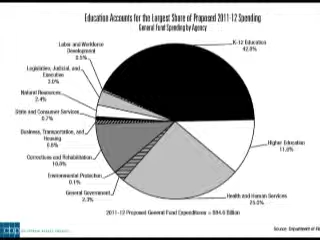 Education Accounts for the Largest Share of Proposed 2011-12 Spending
General Fund Spending by Agency
K-12 Education
42.8%
Higher Education
11.8%
Health and Human Services
25.0%
General Government
2.3%
Environmental Protection
0.1%
Corrections and Rehabilitation
10.8%
Business, Transportation, and
Housing
0.8%
State and Consumer Services
0.7%
Natural Resources
2.4%
Legislative, Judicial, and
Executive
3.0%
Labor and Workforce
Development
0.5%
2011-12 Proposed General Fund Expenditures = $84.6 Billion
cbp
Source: Department of